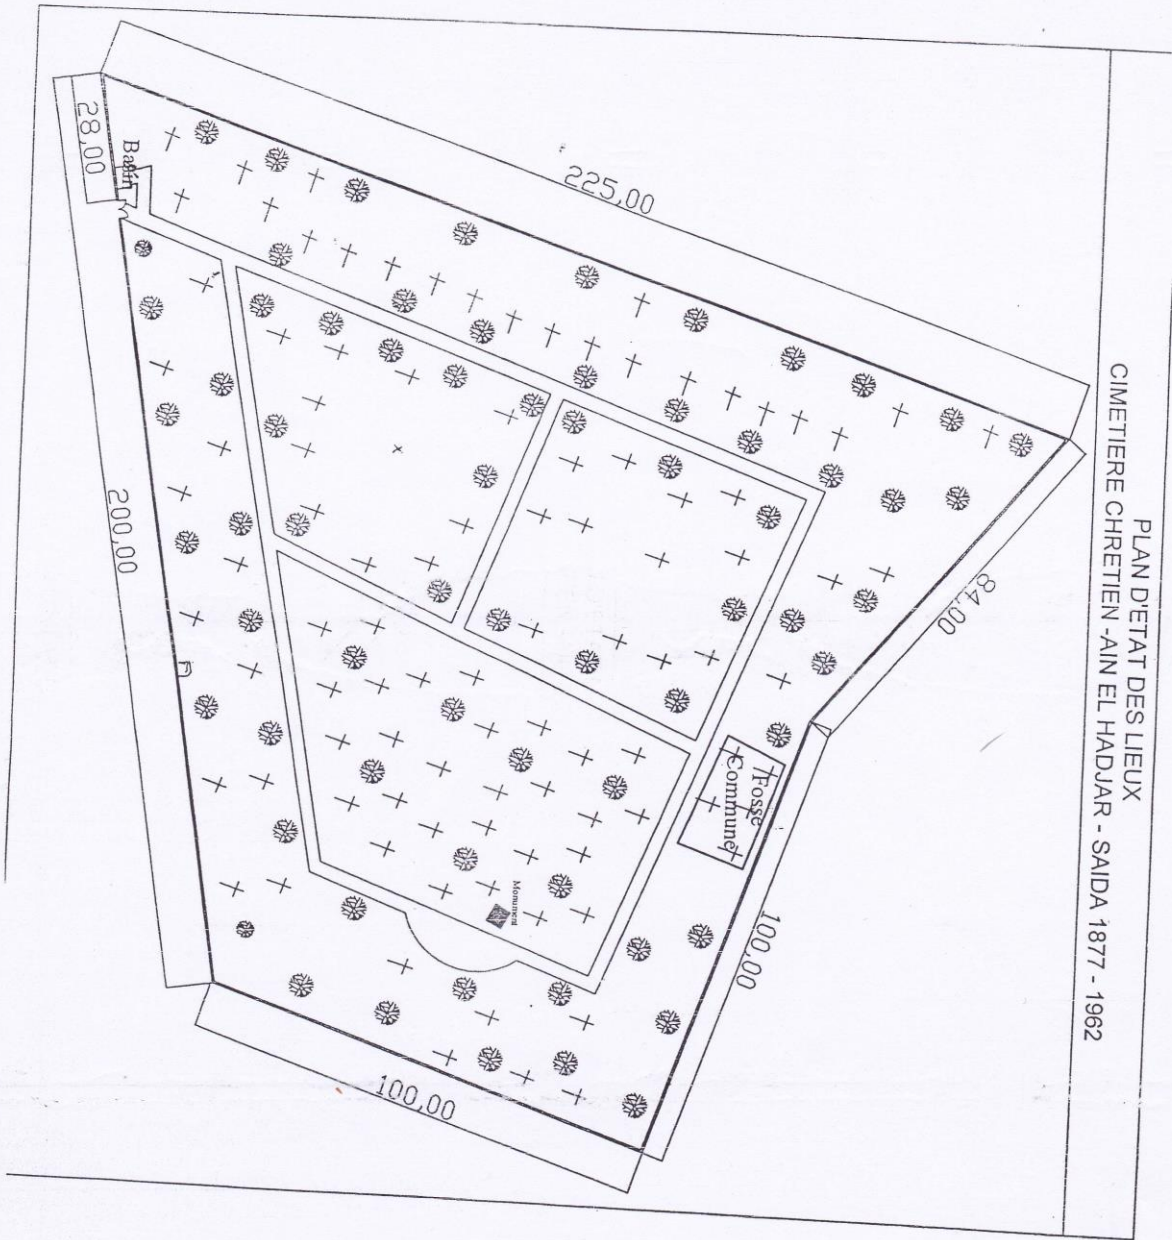 PLAN D'ETAT DES LIEUX
CIMETIERE CHRETIEN -AIN EL HADJAR - SAIDA 1877 - 1962
225,00
84,00
100,00
100,00
200,00
28,00
Basin
Fosse
Commune
Monument